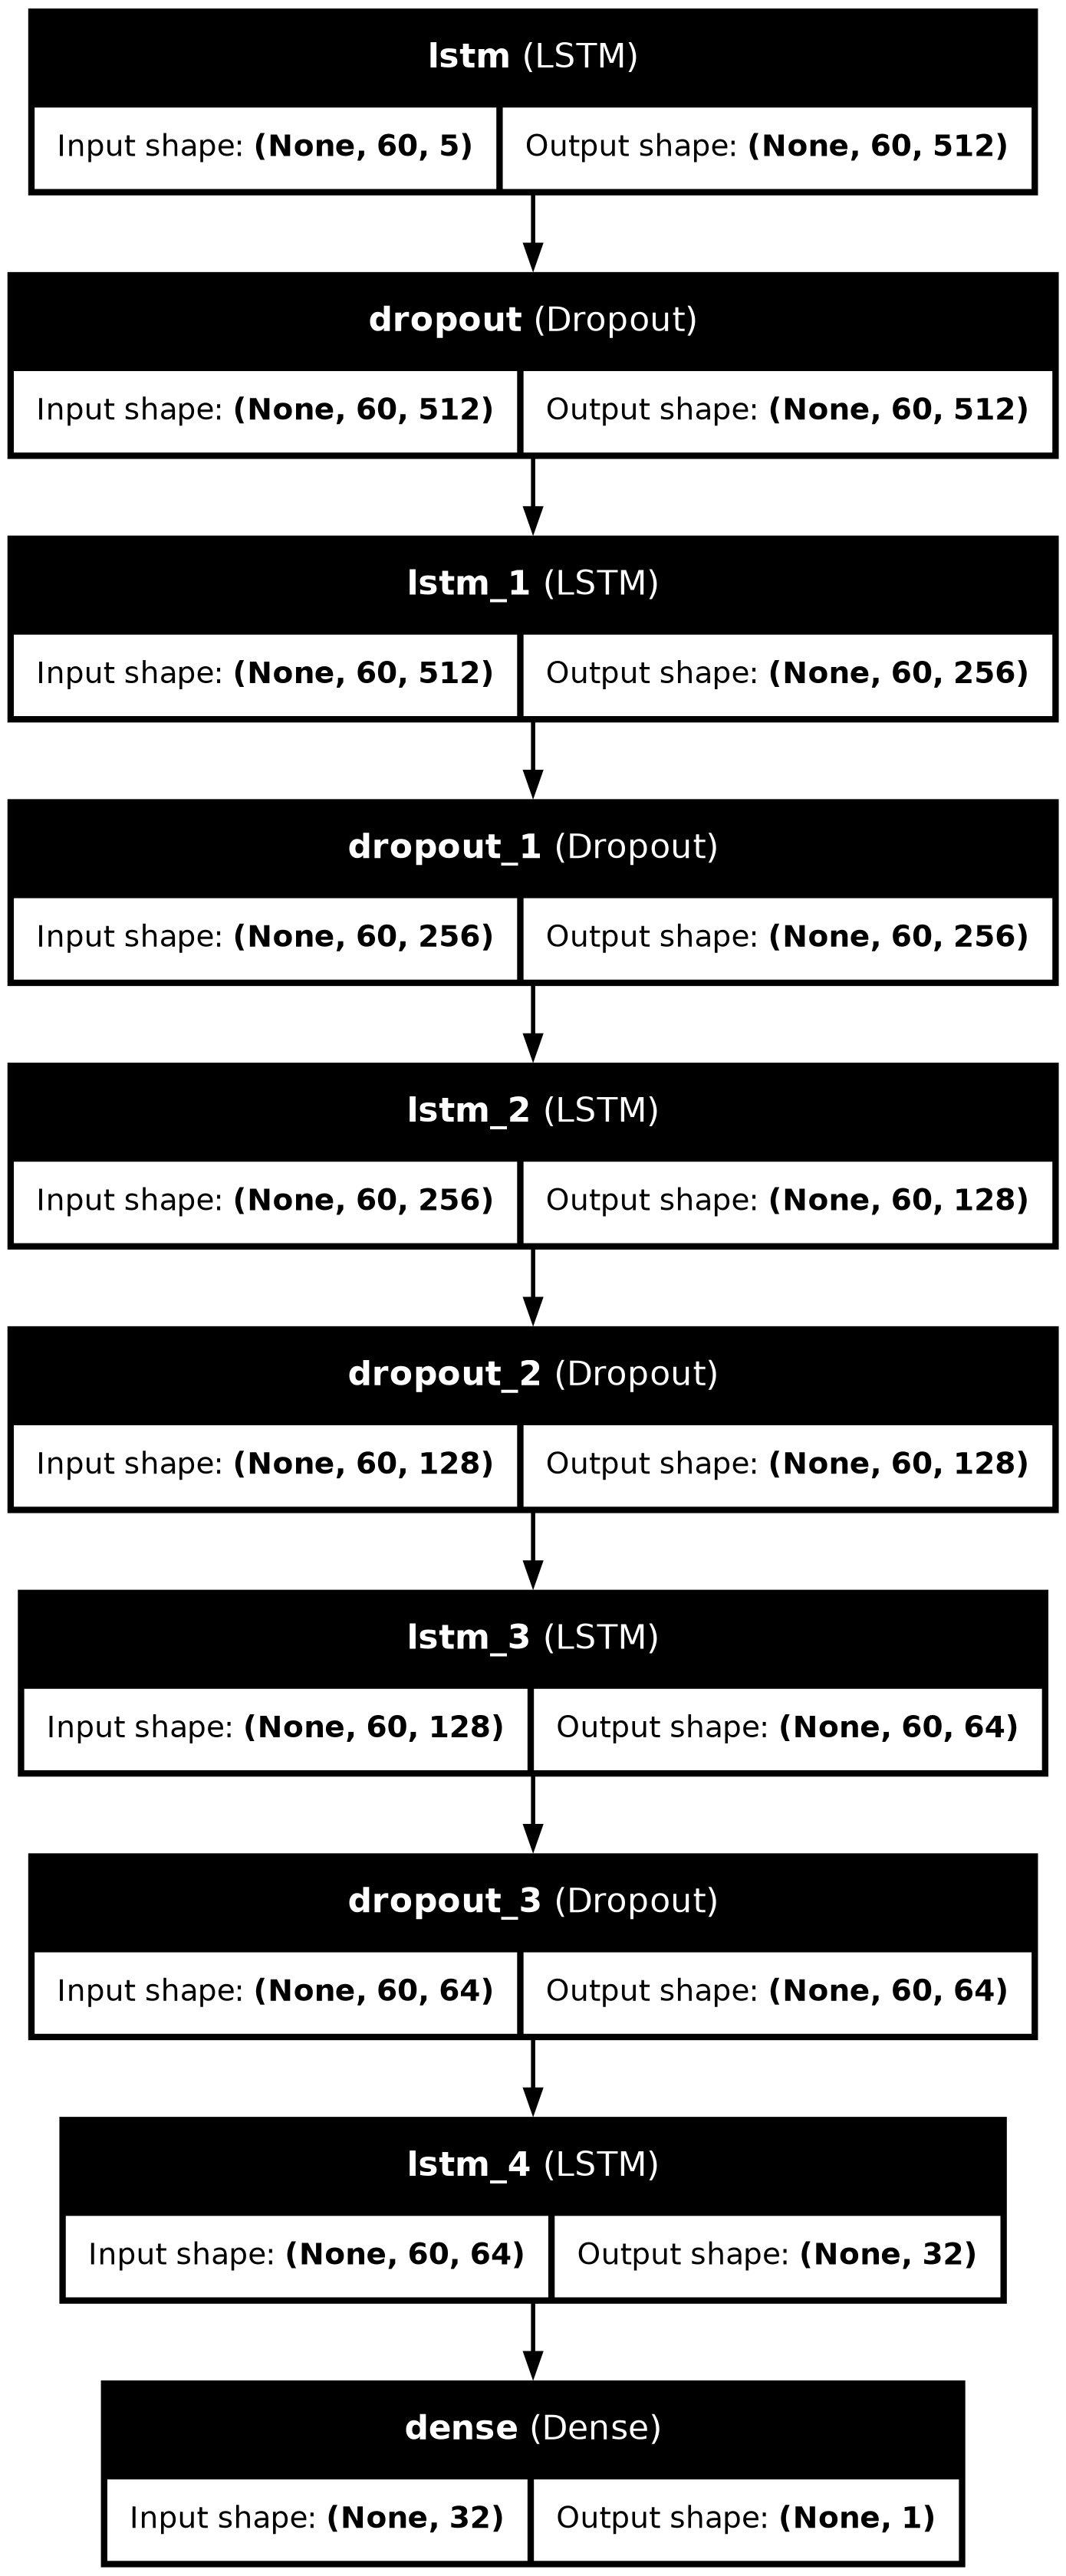 lstm (LSTM)
Input shape: (None, 60, 5) Output shape: (None, 60, 512)
dropout (Dropout)
Input shape: (None, 60, 512) Output shape: (None, 60, 512)
lstm_1 (LSTM)
Input shape: (None, 60, 512) Output shape: (None, 60, 256)
dropout_1 (Dropout)
Input shape: (None, 60, 256) Output shape: (None, 60, 256)
lstm_2 (LSTM)
Input shape: (None, 60, 256) Output shape: (None, 60, 128)
dropout_2 (Dropout)
Input shape: (None, 60, 128) Output shape: (None, 60, 128)
lstm_3 (LSTM)
Input shape: (None, 60, 128) Output shape: (None, 60, 64)
dropout_3 (Dropout)
Input shape: (None, 60, 64) Output shape: (None, 60, 64)
lstm_4 (LSTM)
Input shape: (None, 60, 64) Output shape: (None, 32)
dense (Dense)
Input shape: (None, 32) Output shape: (None, 1)